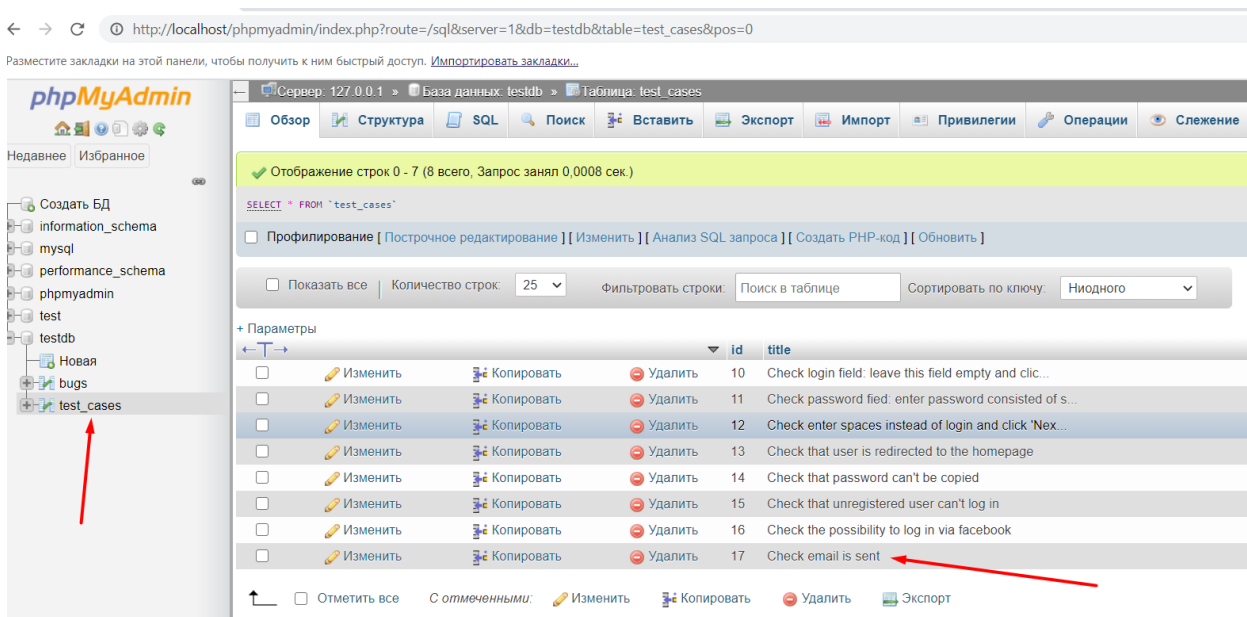 http://localhost/phpmyadmin/index.php?route=/sql&server=1&db=testdb&table=test_cases&pos=0
Разместите закладки на этой панели, чтобы получить к ним быстрый доступ. Импортировать закладки...
phpMyAdmin
Недавнее Избранное
Создать БД
information_schema
mysql
performance_schema
phpmyadmin
test
testdb
Новая
bugs
test_cases
Сервер: 127.0.0.1 » База данных: testdb » Таблица: test_cases
Обзор Структура SQL Поиск Вставить Экспорт Импорт Привилегии Операции Слежение
Отображение строк 0 - 7 (8 всего, Запрос занял 0,0008 сек.)
SELECT * FROM `test_cases`
Профилирование [ Построчное редактирование ] [ Изменить ] [ Анализ SQL запроса ] [ Создать PHP-код ] [ Обновить ]
Показать все | Количество строк: 25 Фильтровать строки: Поиск в таблице Сортировать по ключу: Ниодного
+ Параметры
←T→ id title
Изменить Копировать Удалить 10 Check login field: leave this field empty and clic...
Изменить Копировать Удалить 11 Check password fied: enter password consisted of s...
Изменить Копировать Удалить 12 Check enter spaces instead of login and click 'Nex...
Изменить Копировать Удалить 13 Check that user is redirected to the homepage
Изменить Копировать Удалить 14 Check that password can't be copied
Изменить Копировать Удалить 15 Check that unregistered user can't log in
Изменить Копировать Удалить 16 Check the possibility to log in via facebook
Изменить Копировать Удалить 17 Check email is sent
Отметить все С отмеченными: Изменить Копировать Удалить Экспорт